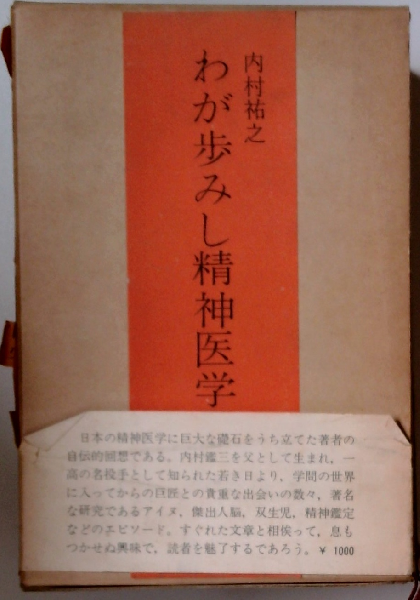 内村祐之
わが歩みし精神医学
日本の精神医学に巨大な礎石をうち立てた著者の
自伝的回想である。内村鑑三を父として生まれ，一
高の名投手として知られた若き日より，学問の世界
に入ってからの巨匠との貴重な出会いの数々，著名
な研究であるアイヌ，傑出人脳，双生児，精神鑑定
などのエピソード。すぐれた文章と相俟って，息も
つかせぬ興味で，読者を魅了するであろう。￥1000